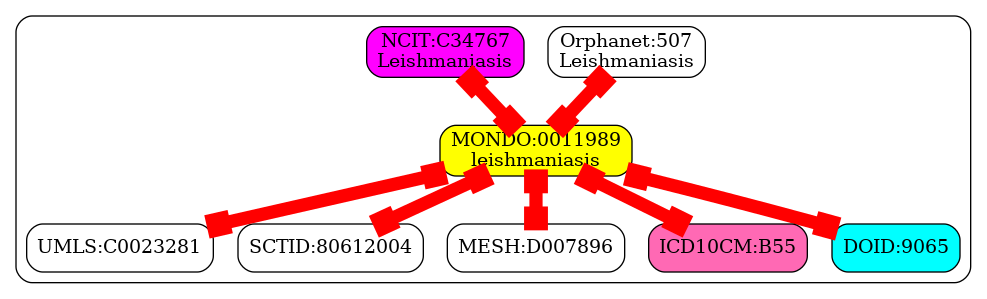 NCIT:C34767
Leishmaniasis
Orphanet:507
Leishmaniasis
MONDO:0011989
leishmaniasis
UMLS:C0023281
SCTID:80612004
MESH:D007896
ICD10CM:B55
DOID:9065